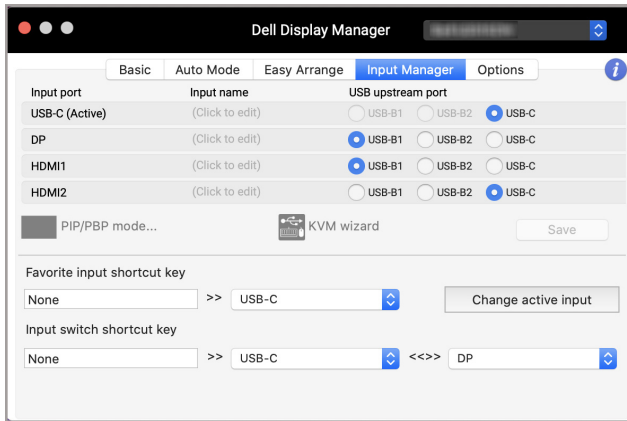 Dell Display Manager
Basic Auto Mode Easy Arrange Input Manager Options i
Input port Input name USB upstream port
USB-C (Active) (Click to edit) USB-B1 USB-B2 USB-C
DP (Click to edit) USB-B1 USB-B2 USB-C
HDMI1 (Click to edit) USB-B1 USB-B2 USB-C
HDMI2 (Click to edit) USB-B1 USB-B2 USB-C
PIP/PBP mode... KVM wizard Save
Favorite input shortcut key
None >> USB-C Change active input
Input switch shortcut key
None >> USB-C <<>> DP